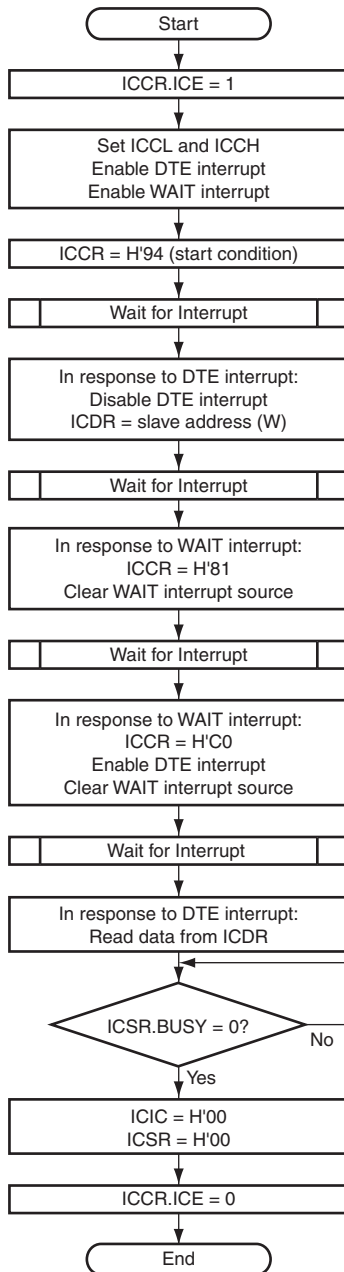 Start
ICCR.ICE = 1
Set ICCL and ICCH
Enable DTE interrupt
Enable WAIT interrupt
ICCR = H'94 (start condition)
Wait for Interrupt
In response to DTE interrupt:
Disable DTE interrupt
ICDR = slave address (W)
Wait for Interrupt
In response to WAIT interrupt:
ICCR = H'81
Clear WAIT interrupt source
Wait for Interrupt
In response to WAIT interrupt:
ICCR = H'C0
Enable DTE interrupt
Clear WAIT interrupt source
Wait for Interrupt
In response to DTE interrupt:
Read data from ICDR
ICSR.BUSY = 0?
No
Yes
ICIC = H'00
ICSR = H'00
ICCR.ICE = 0
End